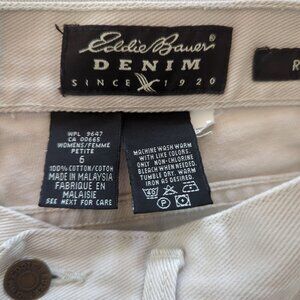 Eddie Bauer
DENIM
SINCE 1920
R
WPL 9647
CA 00665
WOMENS/FEMME
PETITE
6
100% COTTON/COTON
MADE IN MALAYSIA
FABRIQUE EN
MALAISIE
SEE NEXT FOR CARE
MACHINE WASH WARM
WITH LIKE COLORS.
ONLY NON-CHLORINE
BLEACH WHEN NEEDED.
TUMBLE DRY WARM.
IRON AS DESIRED.